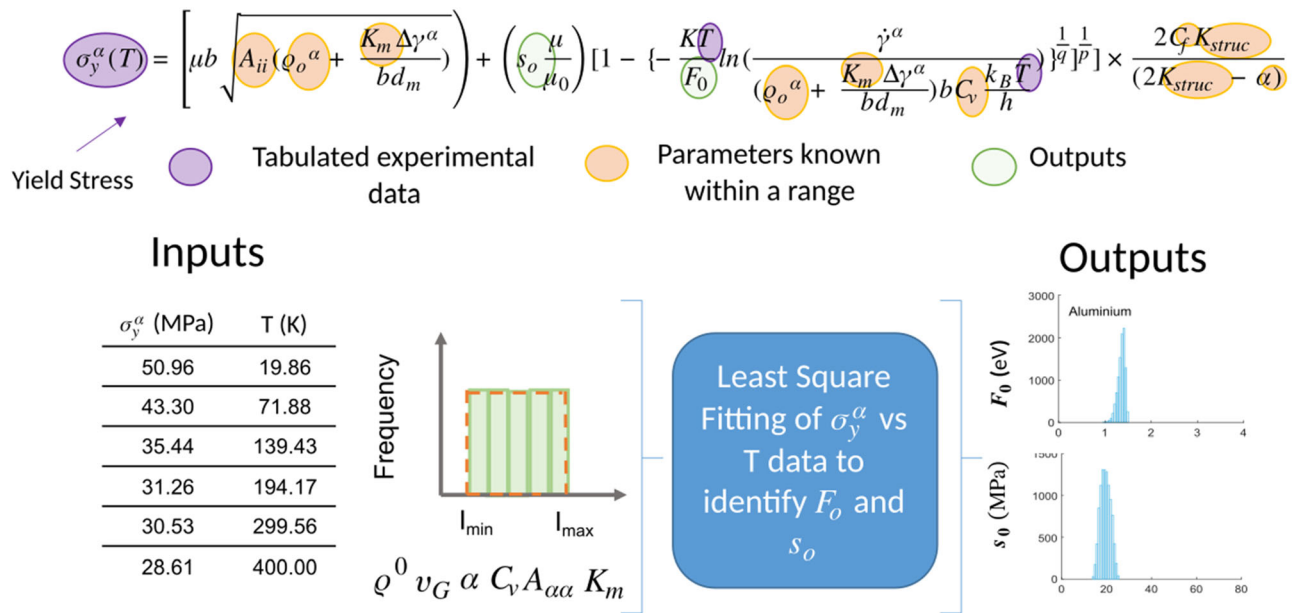 σ_y^α(T) = [μb √(A_ii(ϱ_o^α + K_m Δγ^α / bd_m)) + (s_o μ/μ_0) [1 − {− KT/F_0 ln( γ̇^α / (ϱ_o^α + K_m Δγ^α / bd_m) b C_v k_B T/h )}^{1/q}]^{1/p}] × 2C_f K_struc / (2K_struc − α)
Yield Stress
Tabulated experimental
data
Parameters known
within a range
Outputs
Inputs
σ_y^α (MPa) T (K)
50.96 19.86
43.30 71.88
35.44 139.43
31.26 194.17
30.53 299.56
28.61 400.00
Frequency
I_min I_max
ϱ^0 υ_G α C_v A_αα K_m
Least Square
Fitting of σ_y^α vs
T data to
identify F_o and
s_o
Outputs
Aluminium
F_0 (eV)
3000
2000
1000
0
0 1 2 3 4
s_0 (MPa)
1500
1000
500
0
0 20 40 60 80